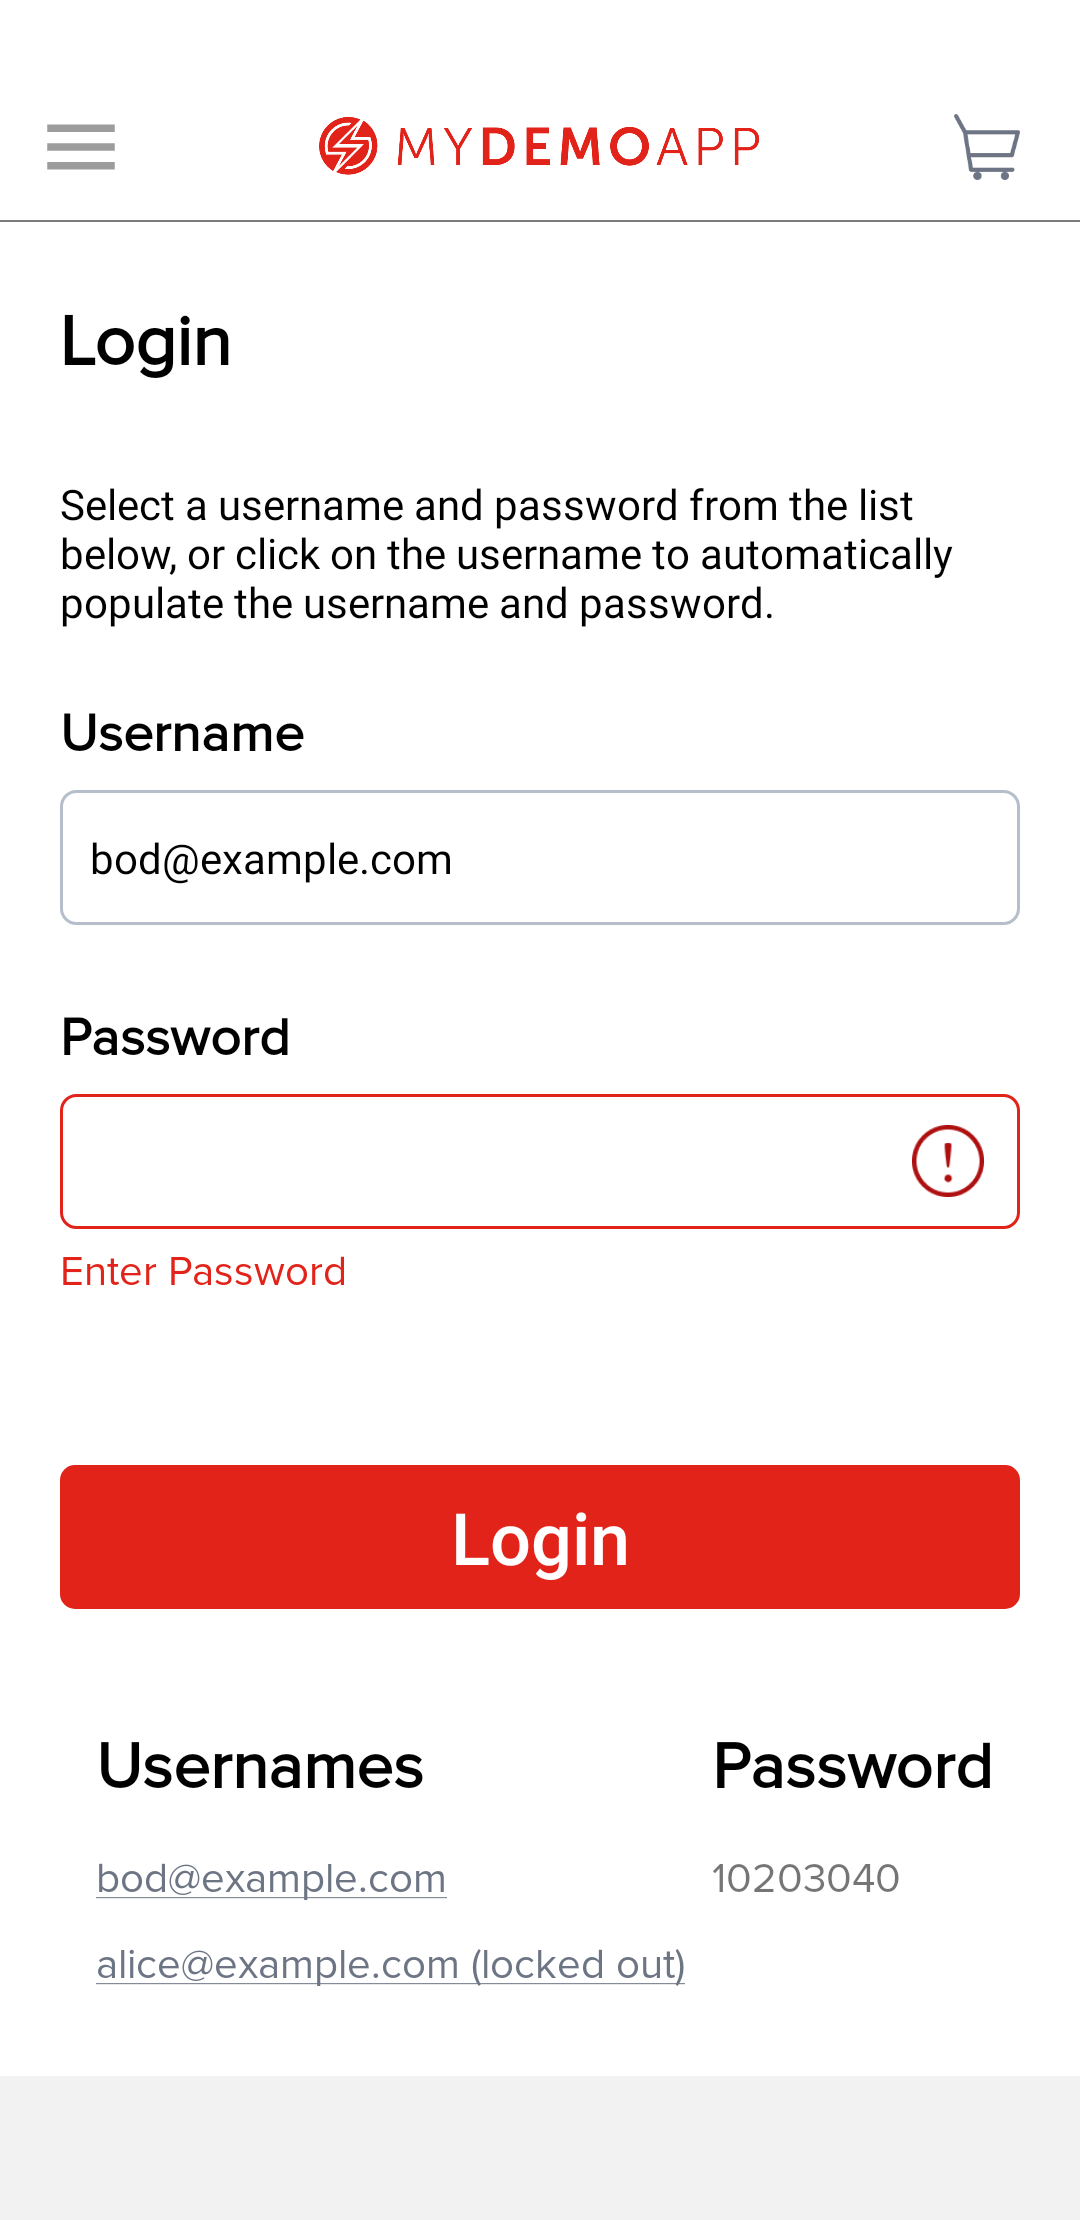 MYDEMOAPP
Login
Select a username and password from the list
below, or click on the username to automatically
populate the username and password.
Username
bod@example.com
Password
!
Enter Password
Login
Usernames Password
bod@example.com 10203040
alice@example.com (locked out)